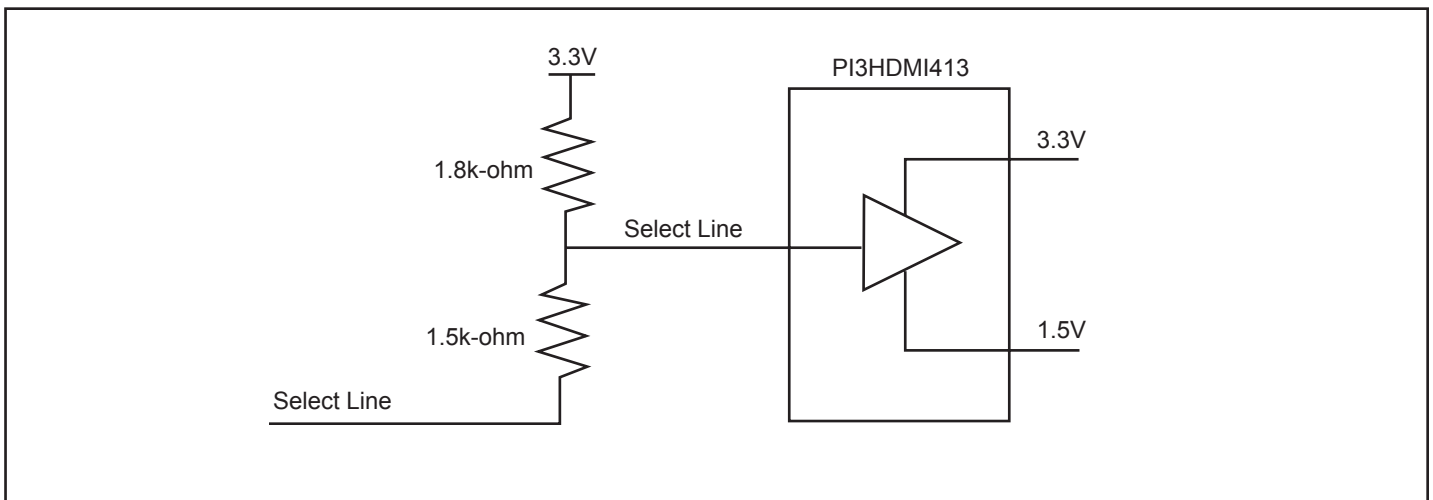 3.3V
PI3HDMI413
3.3V
1.8k-ohm
Select Line
1.5k-ohm
1.5V
Select Line